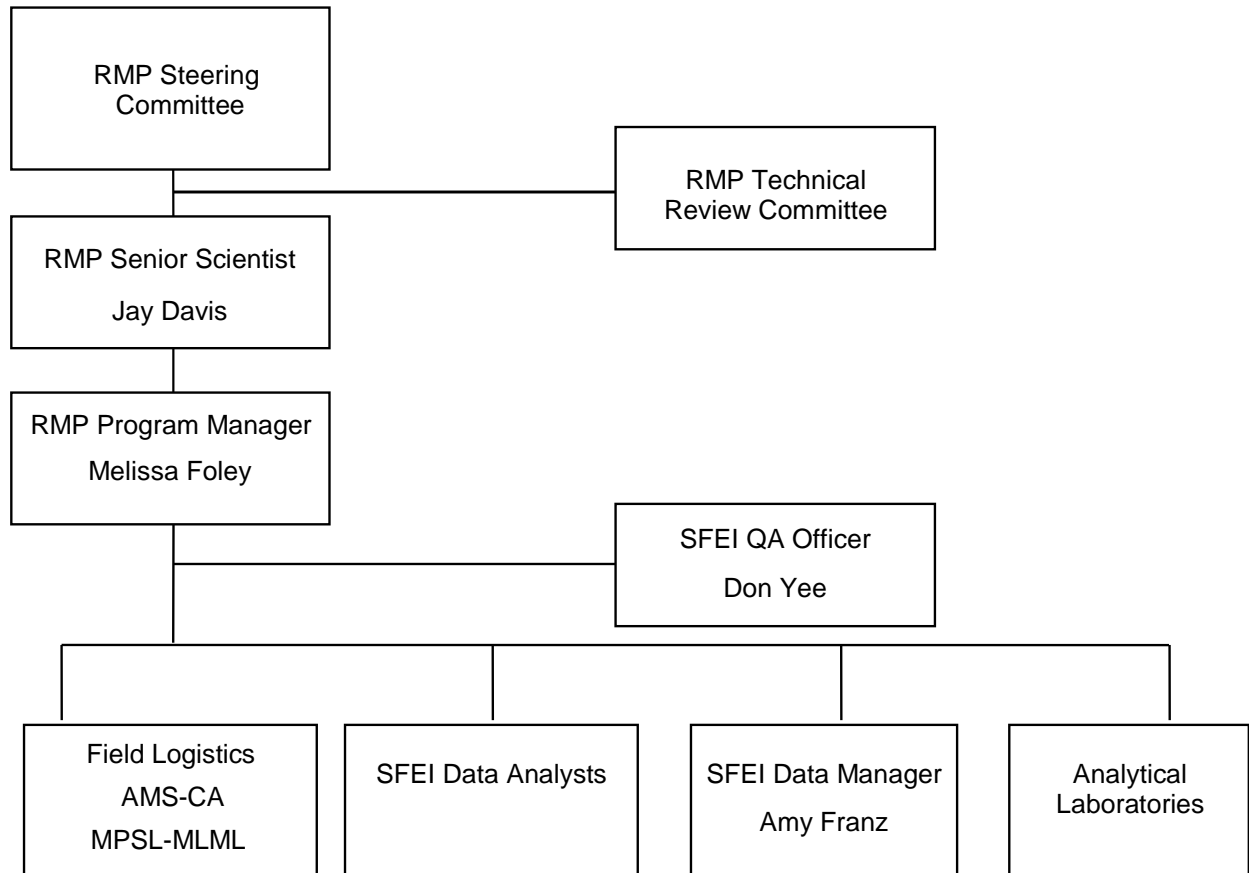 RMP Steering
Committee
RMP Technical
Review Committee
RMP Senior Scientist
Jay Davis
RMP Program Manager
Melissa Foley
SFEI QA Officer
Don Yee
Field Logistics
AMS-CA
MPSL-MLML
SFEI Data Analysts
SFEI Data Manager
Amy Franz
Analytical
Laboratories